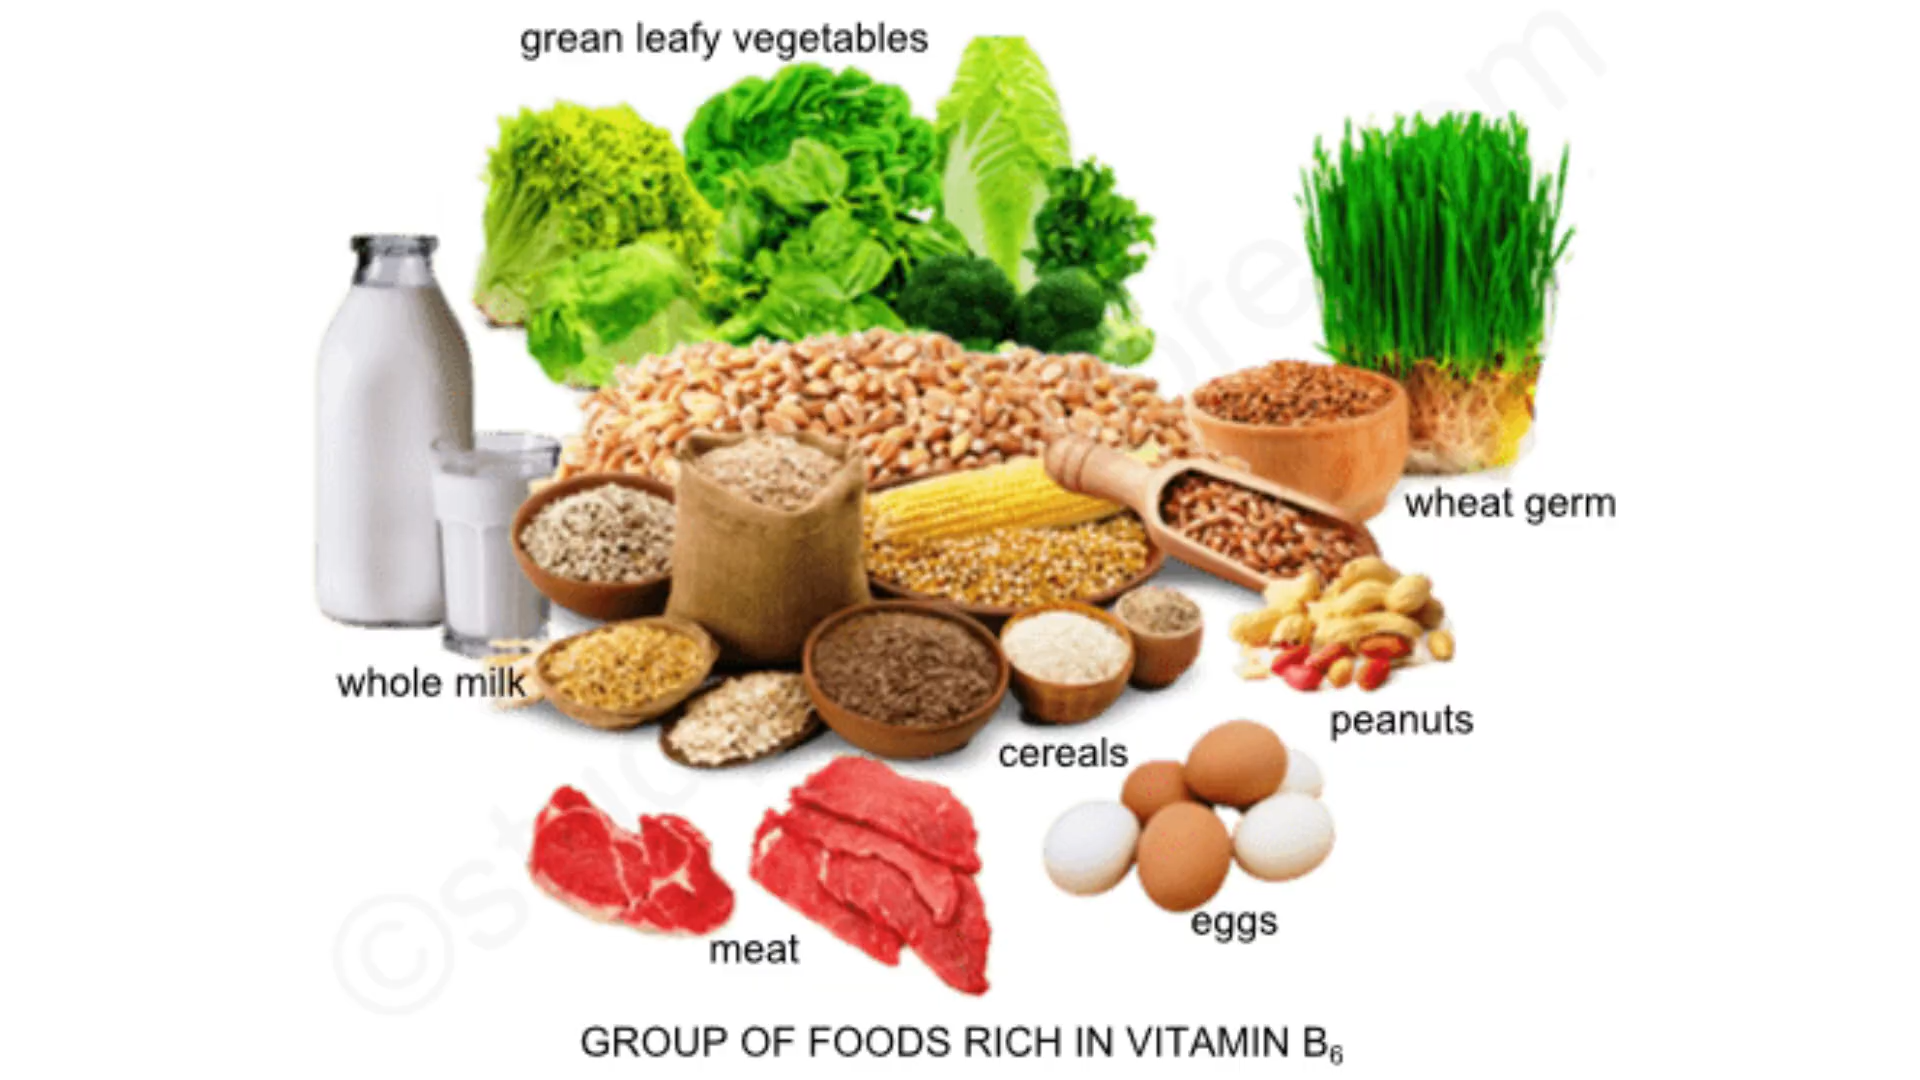 grean leafy vegetables
wheat germ
whole milk
peanuts
cereals
eggs
meat
GROUP OF FOODS RICH IN VITAMIN B₆